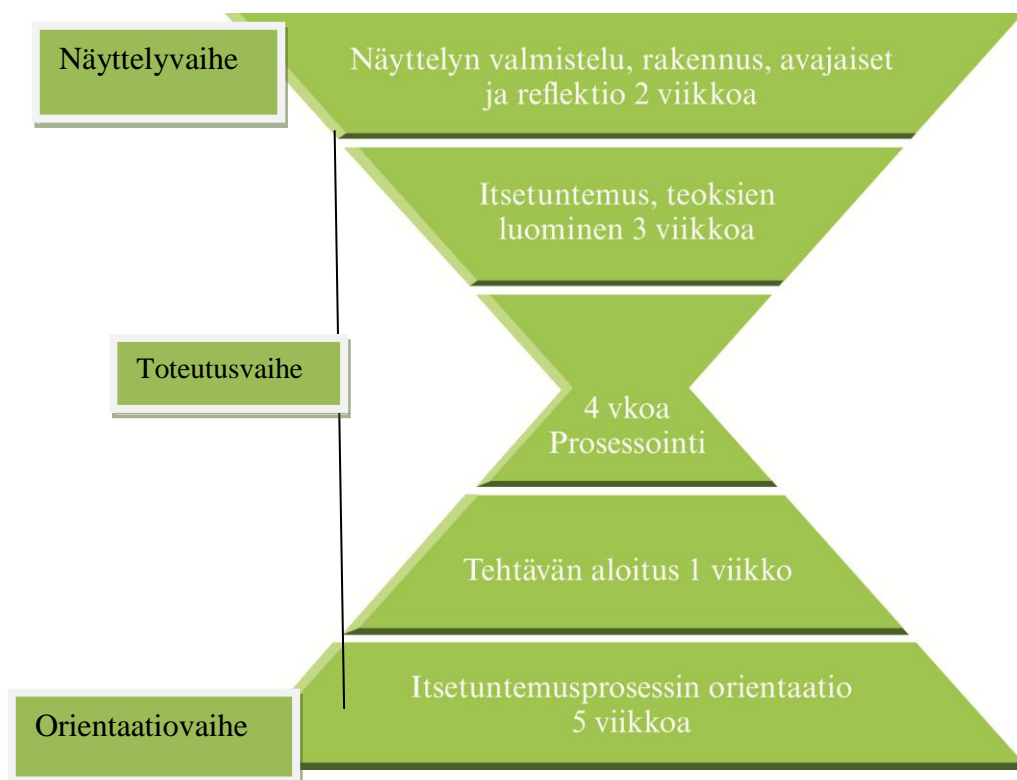 Näyttelyvaihe
Näyttelyn valmistelu, rakennus, avajaiset
ja reflektio 2 viikkoa
Itsetuntemus, teoksien
luominen 3 viikkoa
Toteutusvaihe
4 vkoa
Prosessointi
Tehtävän aloitus 1 viikko
Itsetuntemusprosessin orientaatio
5 viikkoa
Orientaatiovaihe